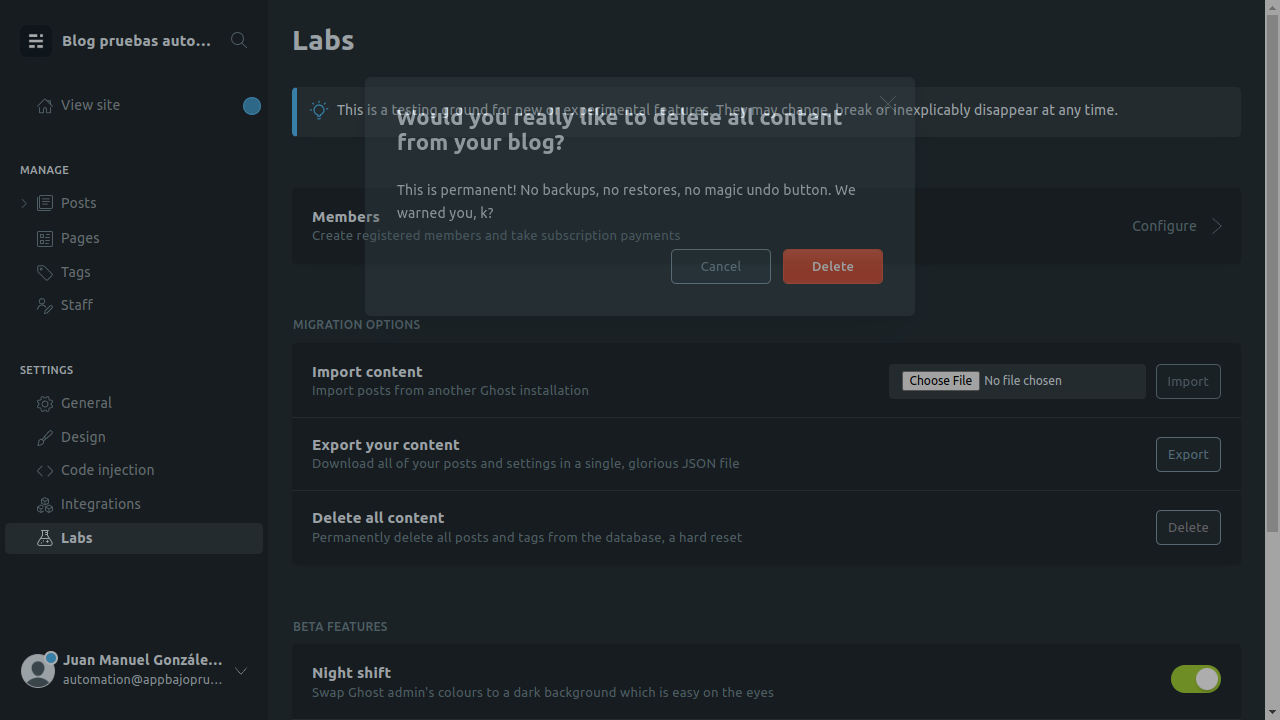 Blog pruebas auto...
View site
MANAGE
Posts
Pages
Tags
Staff
SETTINGS
General
Design
Code injection
Integrations
Labs
Juan Manuel Gonzále...
automation@appbajopru...
Labs
This is a testing ground for new or experimental features. They may change, break or inexplicably disappear at any time.
Would you really like to delete all content
from your blog?
This is permanent! No backups, no restores, no magic undo button. We
warned you, k?
Cancel
Delete
Members
Create registered members and take subscription payments
Configure
MIGRATION OPTIONS
Import content
Import posts from another Ghost installation
Choose File No file chosen
Import
Export your content
Download all of your posts and settings in a single, glorious JSON file
Export
Delete all content
Permanently delete all posts and tags from the database, a hard reset
Delete
BETA FEATURES
Night shift
Swap Ghost admin's colours to a dark background which is easy on the eyes